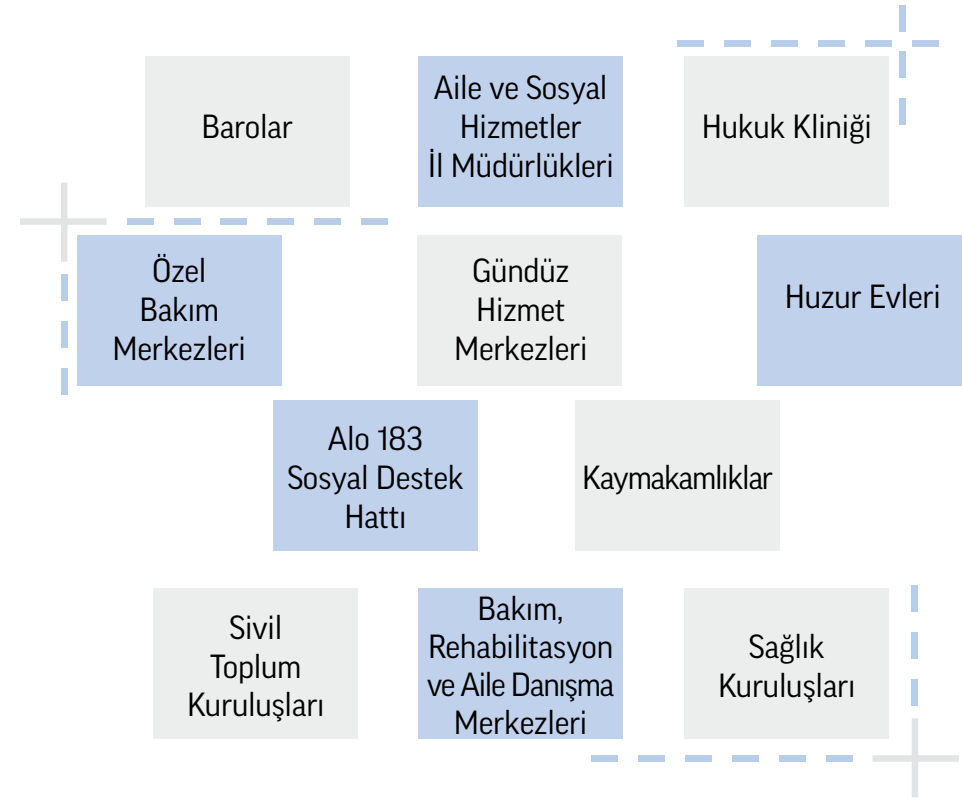 Barolar
Aile ve Sosyal
Hizmetler
İl Müdürlükleri
Hukuk Kliniği
Özel
Bakım
Merkezleri
Gündüz
Hizmet
Merkezleri
Huzur Evleri
Alo 183
Sosyal Destek
Hattı
Kaymakamlıklar
Sivil
Toplum
Kuruluşları
Bakım,
Rehabilitasyon
ve Aile Danışma
Merkezleri
Sağlık
Kuruluşları